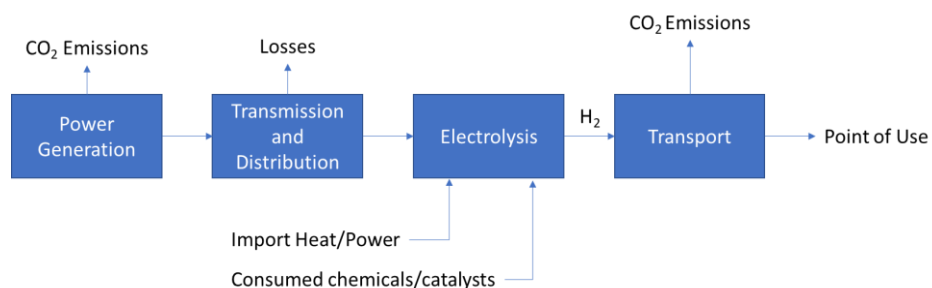 CO₂ Emissions
CO₂ Emissions
Losses
Power
Generation
Transmission
and
Distribution
Electrolysis
H₂
Transport
Point of Use
Import Heat/Power
Consumed chemicals/catalysts